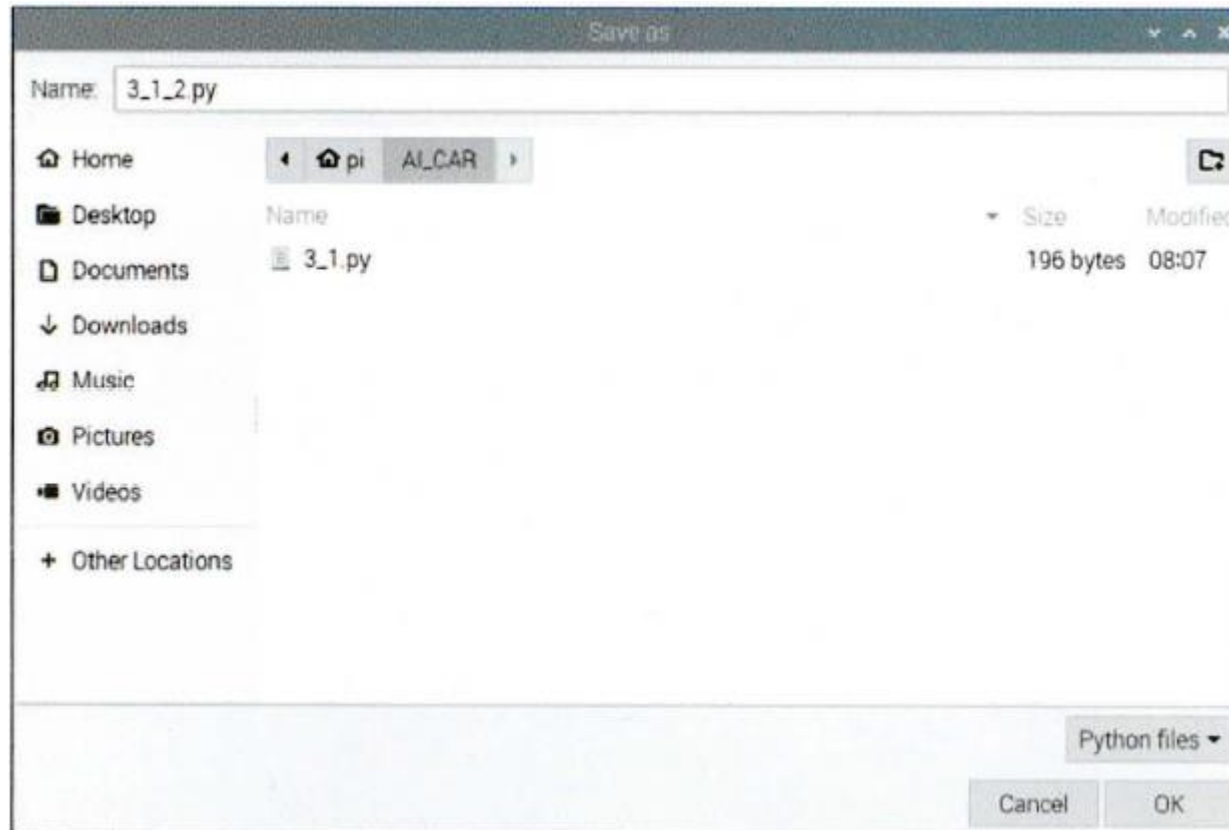 Save as
Name: 3_1_2.py
Home
Desktop
Documents
Downloads
Music
Pictures
Videos
Other Locations
pi AI_CAR
Name Size Modified
3_1.py 196 bytes 08:07
Python files
Cancel OK